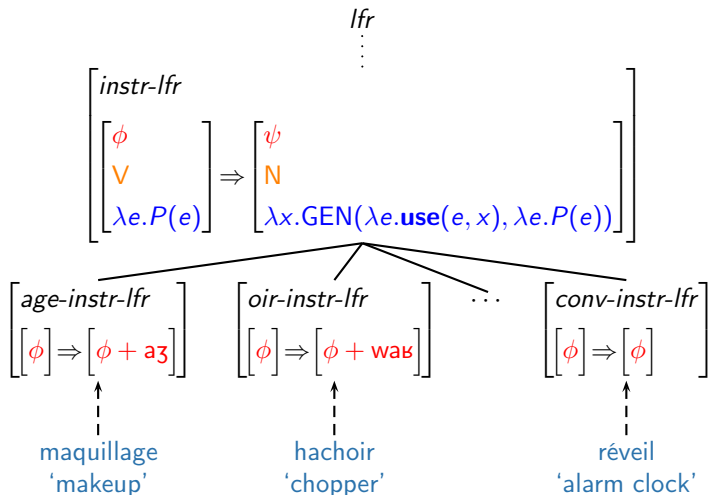 lfr
instr-lfr
ϕ ψ
V ⇒ N
λe.P(e) λx.GEN(λe.use(e, x), λe.P(e))
age-instr-lfr oir-instr-lfr ... conv-instr-lfr
[ϕ] ⇒ [ϕ + aʒ] [ϕ] ⇒ [ϕ + waʁ] [ϕ] ⇒ [ϕ]
maquillage hachoir réveil
‘makeup’ ‘chopper’ ‘alarm clock’